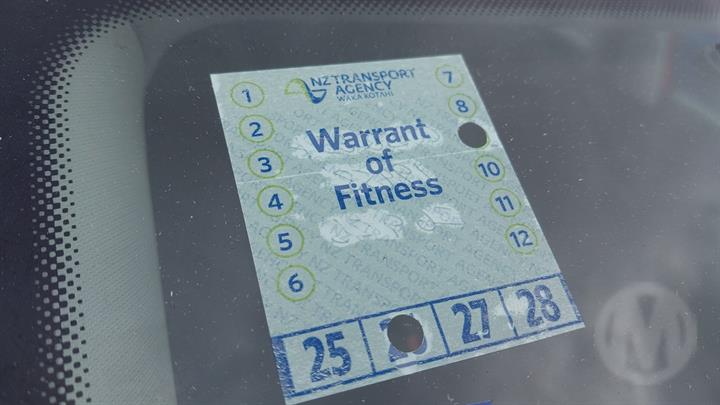 NZ TRANSPORT
AGENCY
WAKA KOTAHI
Warrant
of
Fitness
1
2
3
4
5
6
7
8
10
11
12
25 27 28